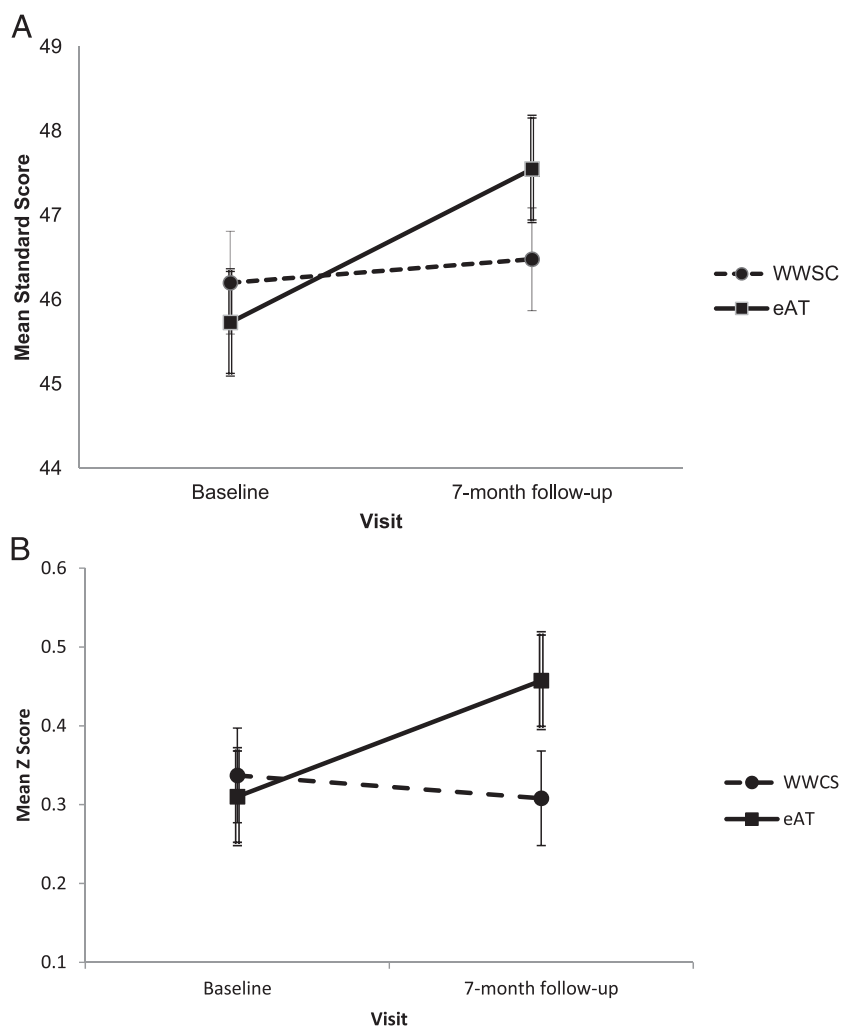 A
49
48
47
46
45
44
Mean Standard Score
Baseline
7-month follow-up
Visit
WWSC
eAT
B
0.6
0.5
0.4
0.3
0.2
0.1
Mean Z Score
Baseline
7-month follow-up
Visit
WWCS
eAT